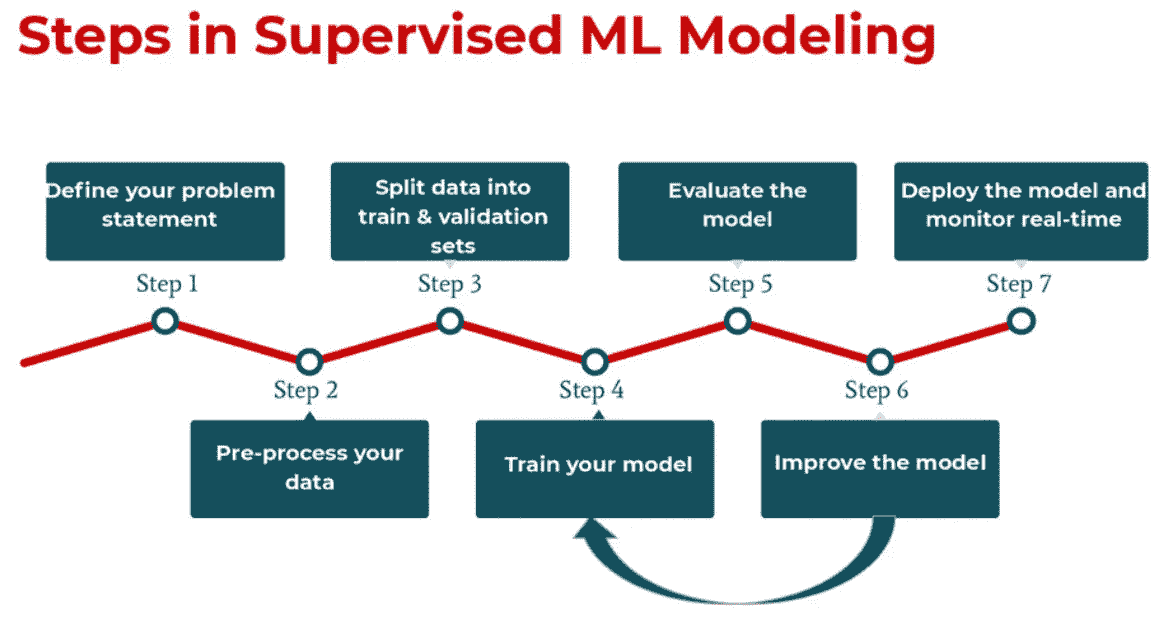 Steps in Supervised ML Modeling
Define your problem
statement
Split data into
train & validation
sets
Evaluate the
model
Deploy the model and
monitor real-time
Step 1
Step 3
Step 5
Step 7
Step 2
Step 4
Step 6
Pre-process your
data
Train your model
Improve the model